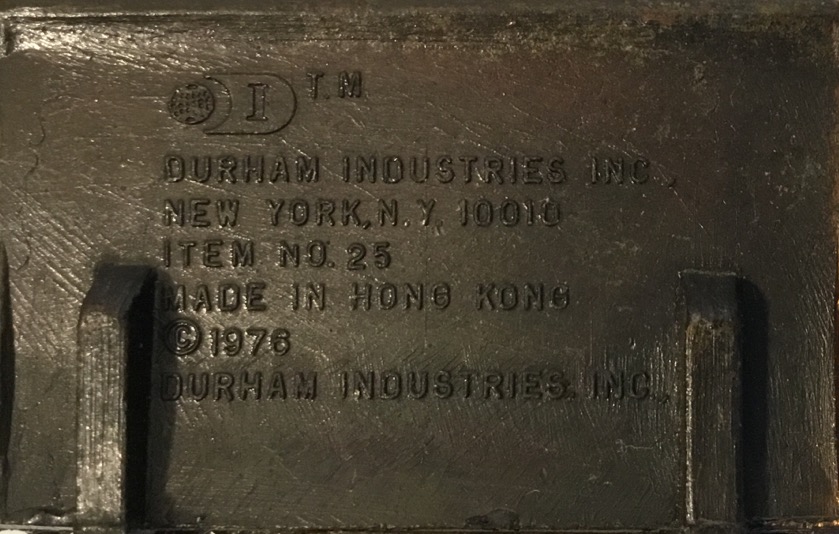 I T.M.
DURHAM INDUSTRIES INC.,
NEW YORK, N.Y. 10010
ITEM NO. 25
MADE IN HONG KONG
©1976
DURHAM INDUSTRIES. INC.,